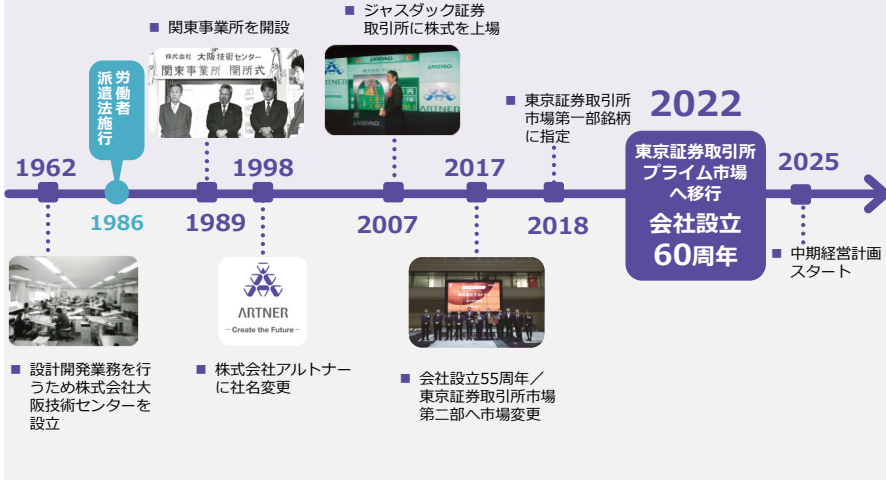 ■ 関東事業所を開設
株式会社 大阪技術センター
関東事業所 開所式
■ ジャスダック証券
取引所に株式を上場
JASDAQ
JASDAQ
ARTNER
円
労働者
派遣法施行
■ 東京証券取引所
市場第一部銘柄
に指定
2022
東京証券取引所
プライム市場
へ移行
会社設立
60周年
1962
1998
2017
2025
1986
1989
2007
2018
■ 中期経営計画
スタート
ARTNER
―Create the Future―
■ 設計開発業務を行
うため株式会社大
阪技術センターを
設立
■ 株式会社アルトナー
に社名変更
■ 会社設立55周年／
東京証券取引所市場
第二部へ市場変更